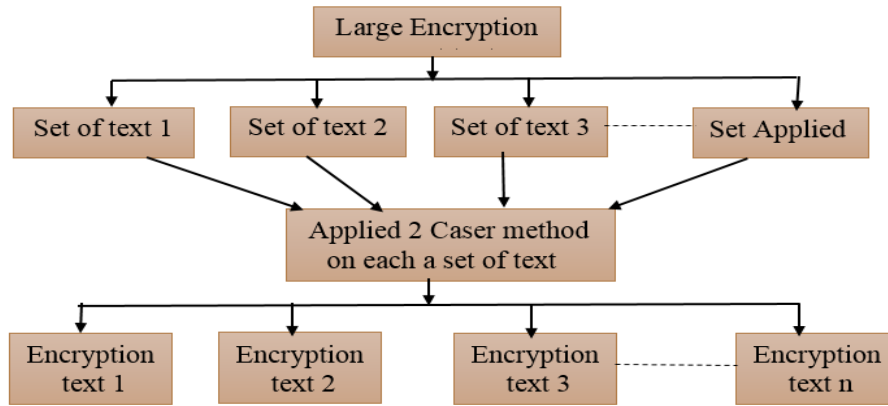 Large Encryption
Set of text 1
Set of text 2
Set of text 3
Set Applied
Applied 2 Caser method
on each a set of text
Encryption
text 1
Encryption
text 2
Encryption
text 3
Encryption
text n